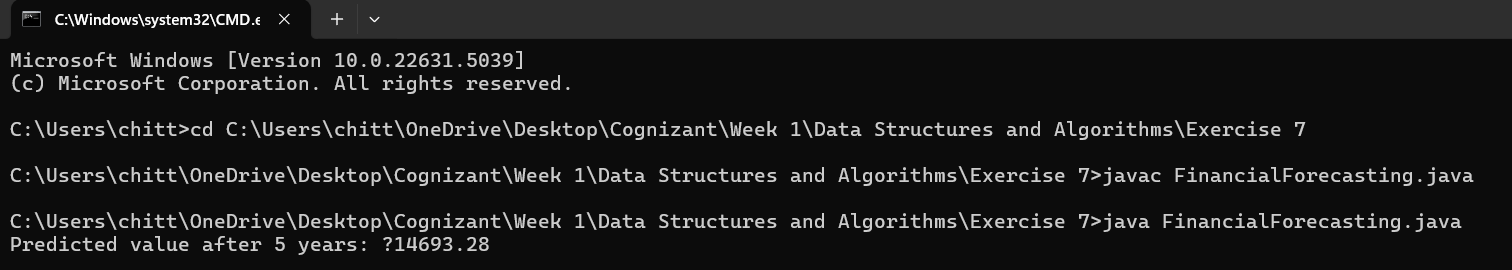 C:\Windows\system32\CMD.e
Microsoft Windows [Version 10.0.22631.5039]
(c) Microsoft Corporation. All rights reserved.
C:\Users\chitt>cd C:\Users\chitt\OneDrive\Desktop\Cognizant\Week 1\Data Structures and Algorithms\Exercise 7
C:\Users\chitt\OneDrive\Desktop\Cognizant\Week 1\Data Structures and Algorithms\Exercise 7>javac FinancialForecasting.java
C:\Users\chitt\OneDrive\Desktop\Cognizant\Week 1\Data Structures and Algorithms\Exercise 7>java FinancialForecasting.java
Predicted value after 5 years: ?14693.28